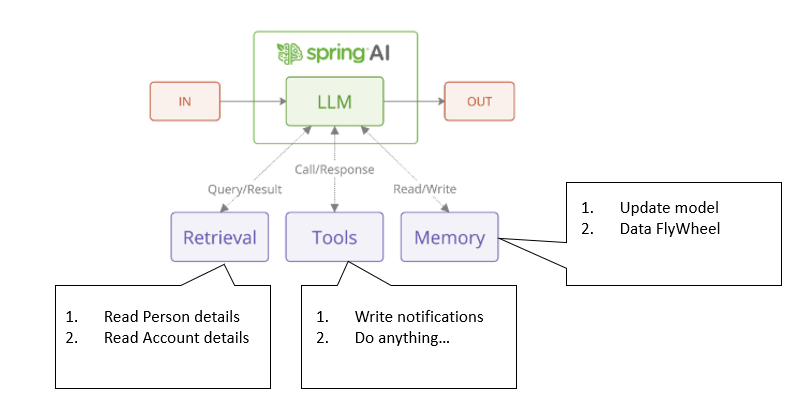 spring AI
IN
LLM
OUT
Call/Response
Query/Result
Read/Write
Retrieval
Tools
Memory
1. Update model
2. Data FlyWheel
1. Read Person details
2. Read Account details
1. Write notifications
2. Do anything...